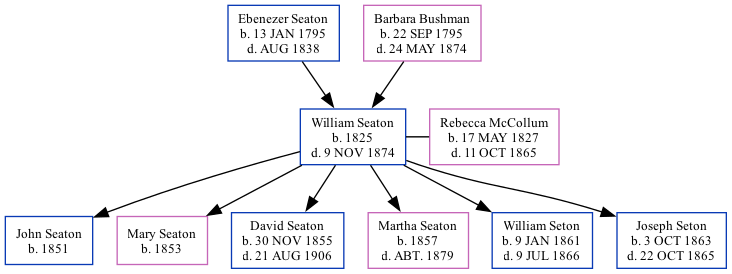 Ebenezer Seaton
b. 13 JAN 1795
d. AUG 1838
Barbara Bushman
b. 22 SEP 1795
d. 24 MAY 1874
William Seaton
b. 1825
d. 9 NOV 1874
Rebecca McCollum
b. 17 MAY 1827
d. 11 OCT 1865
John Seaton
b. 1851
Mary Seaton
b. 1853
David Seaton
b. 30 NOV 1855
d. 21 AUG 1906
Martha Seaton
b. 1857
d. ABT. 1879
William Seton
b. 9 JAN 1861
d. 9 JUL 1866
Joseph Seton
b. 3 OCT 1863
d. 22 OCT 1865